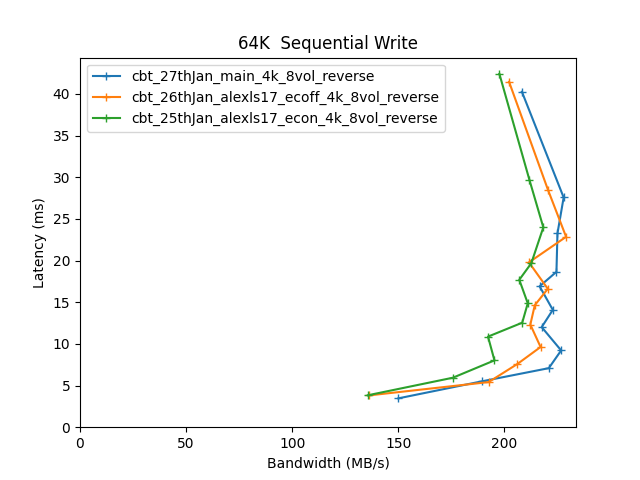 64K  Sequential Write
cbt_27thJan_main_4k_8vol_reverse
cbt_26thJan_alexls17_ecoff_4k_8vol_reverse
cbt_25thJan_alexls17_econ_4k_8vol_reverse
Latency (ms)
40
35
30
25
20
15
10
5
0
0 50 100 150 200
Bandwidth (MB/s)